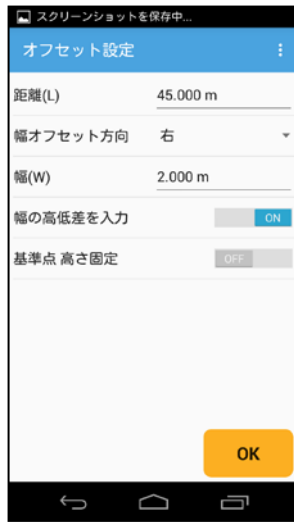 スクリーンショットを保存中...
オフセット設定
距離(L) 45.000 m
幅オフセット方向 右
幅(W) 2.000 m
幅の高低差を入力 ON
基準点 高さ固定 OFF
OK